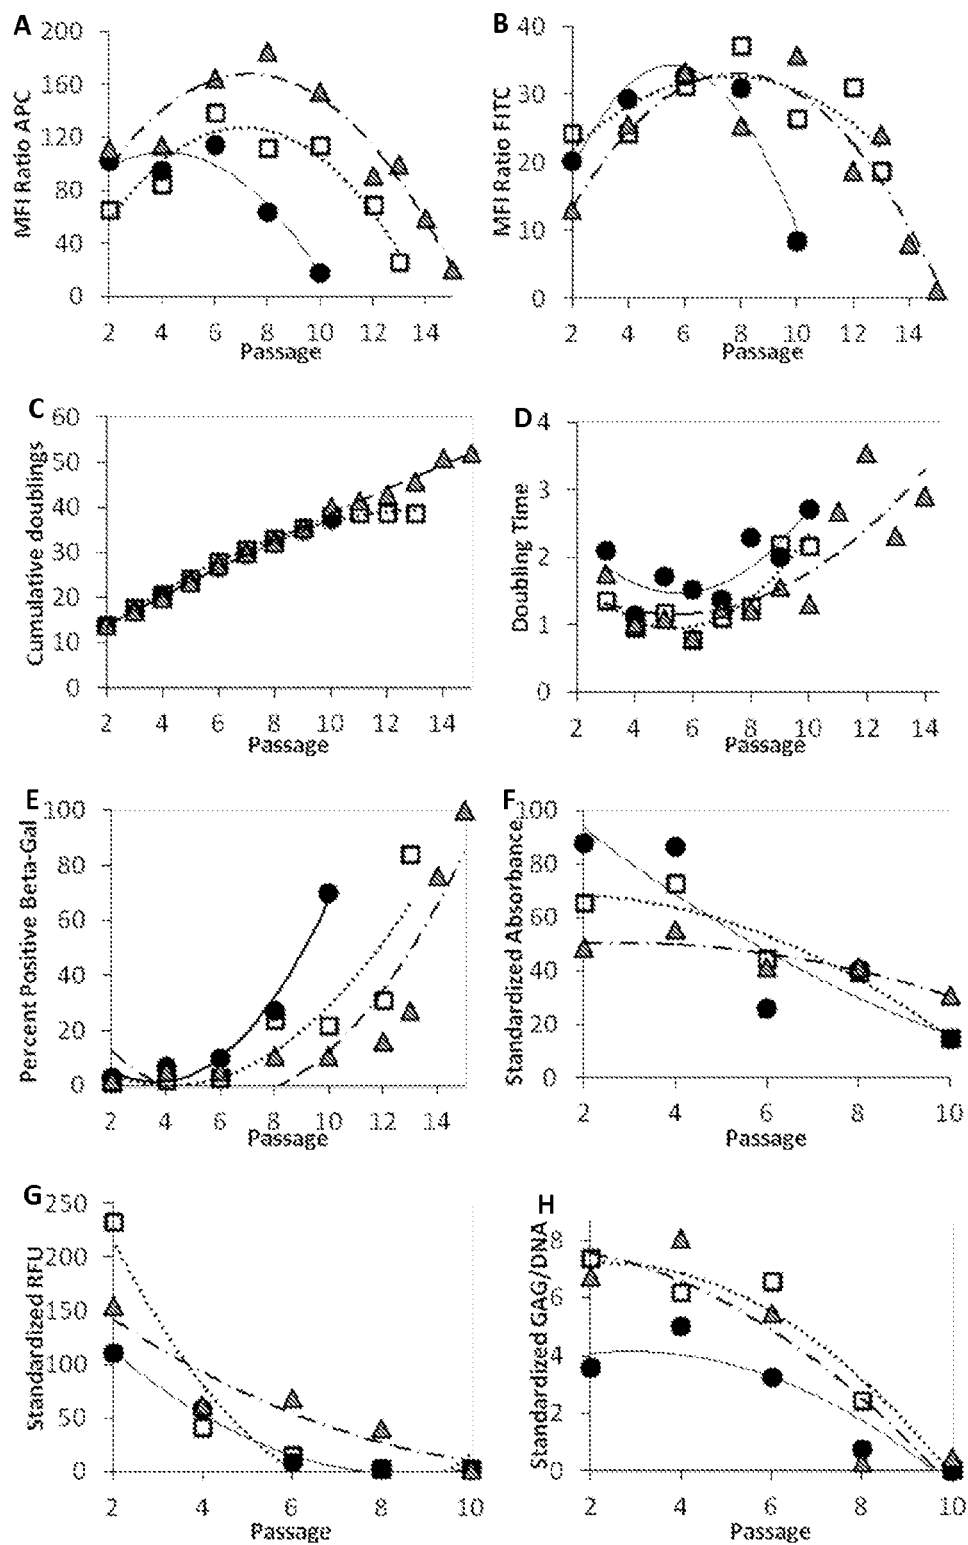 A
MFI Ratio APC
200
160
120
80
40
0
2 4 6 8 10 12 14
Passage
B
MFI Ratio FITC
40
30
20
10
0
2 4 6 8 10 12 14
Passage
C
Cumulative doublings
60
50
40
30
20
10
0
2 4 6 8 10 12 14
Passage
D
Doubling Time
4
3
2
1
0
2 4 6 8 10 12 14
Passage
E
Percent Positive Beta-Gal
100
80
60
40
20
0
2 4 6 8 10 12 14
Passage
F
Standardized Absorbance
100
80
60
40
20
0
2 4 6 8 10
Passage
G
Standardized RFU
250
200
150
100
50
0
2 4 6 8 10
Passage
H
Standardized GAG/DNA
8
6
4
2
0
2 4 6 8 10
Passage